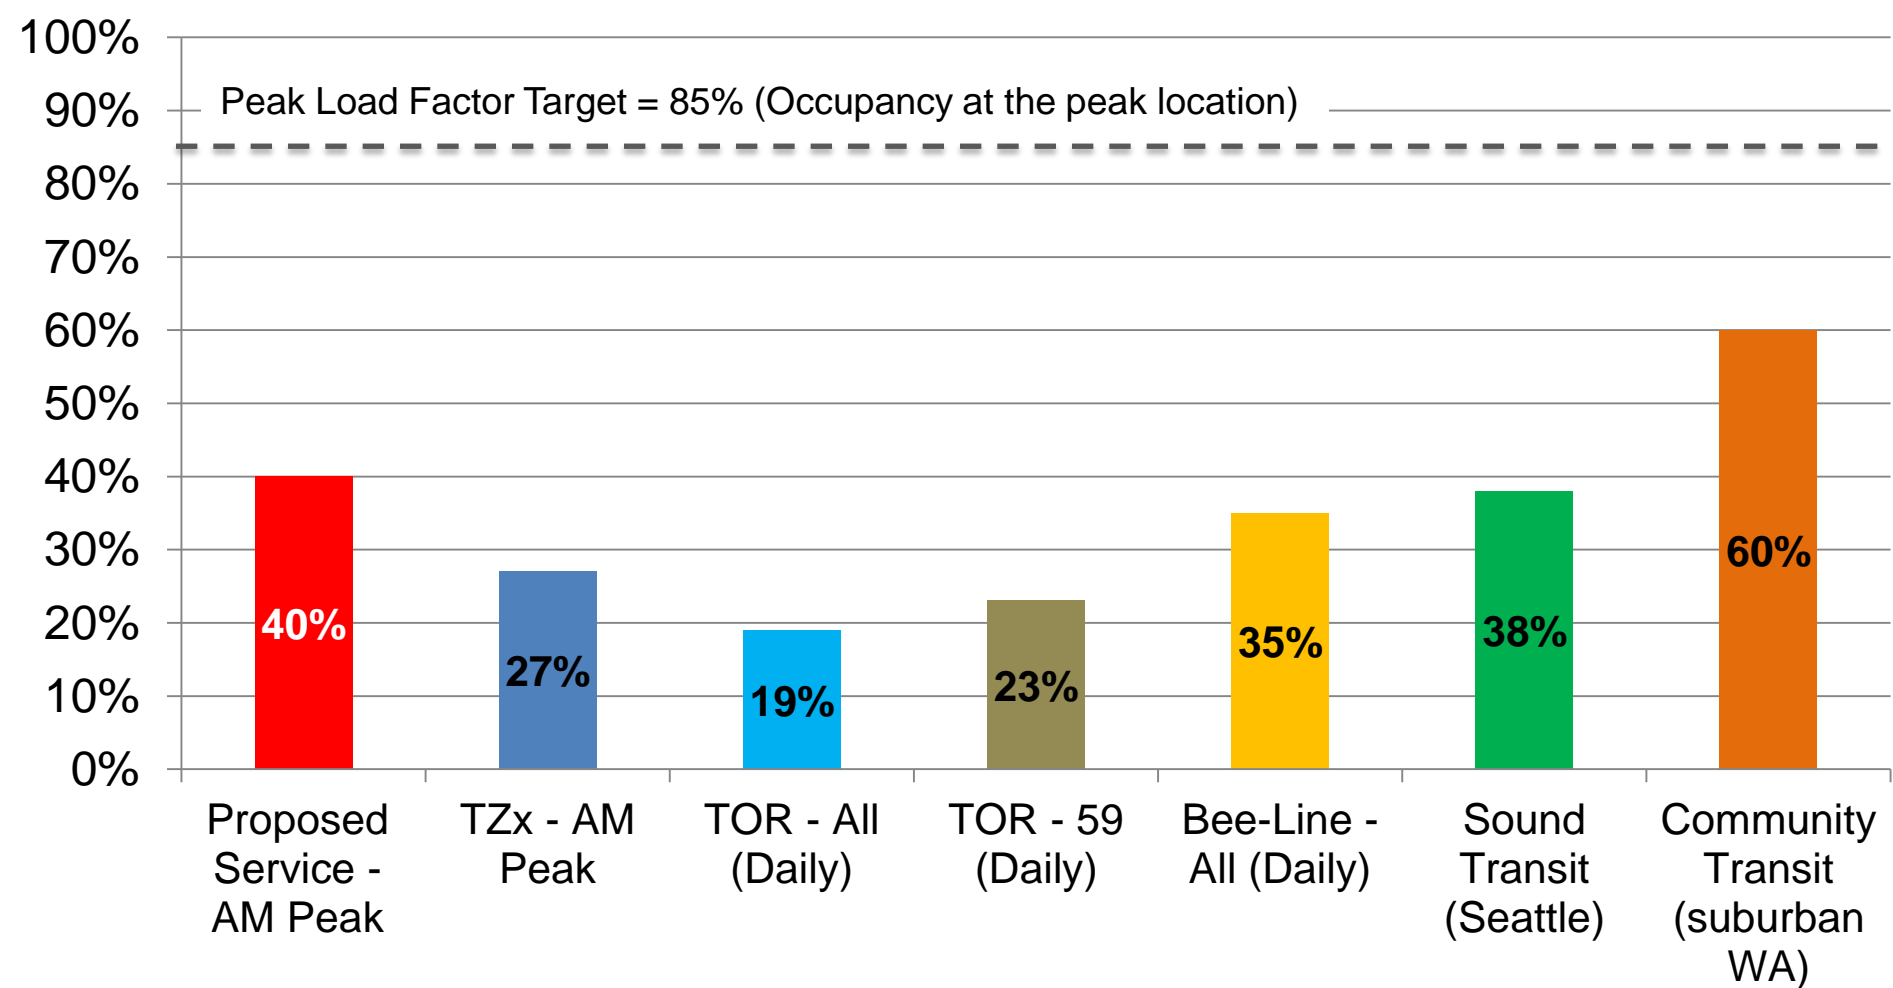 100%
Peak Load Factor Target = 85% (Occupancy at the peak location)
90%
80%
70%
60%
50%
40%
30%
20%
10%
0%
40%
27%
19%
23%
35%
38%
60%
Proposed
Service -
AM Peak
TZx - AM
Peak
TOR - All
(Daily)
TOR - 59
(Daily)
Bee-Line -
All (Daily)
Sound
Transit
(Seattle)
Community
Transit
(suburban
WA)